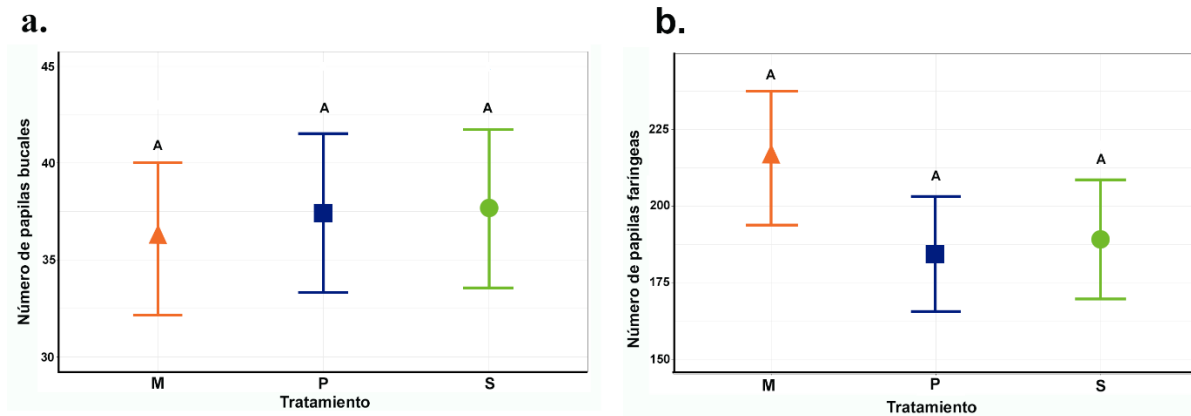 a.
Número de papilas bucales
45
40
35
30
A
A
A
M
P
S
Tratamiento
b.
Número de papilas faríngeas
225
200
175
150
A
A
A
M
P
S
Tratamiento